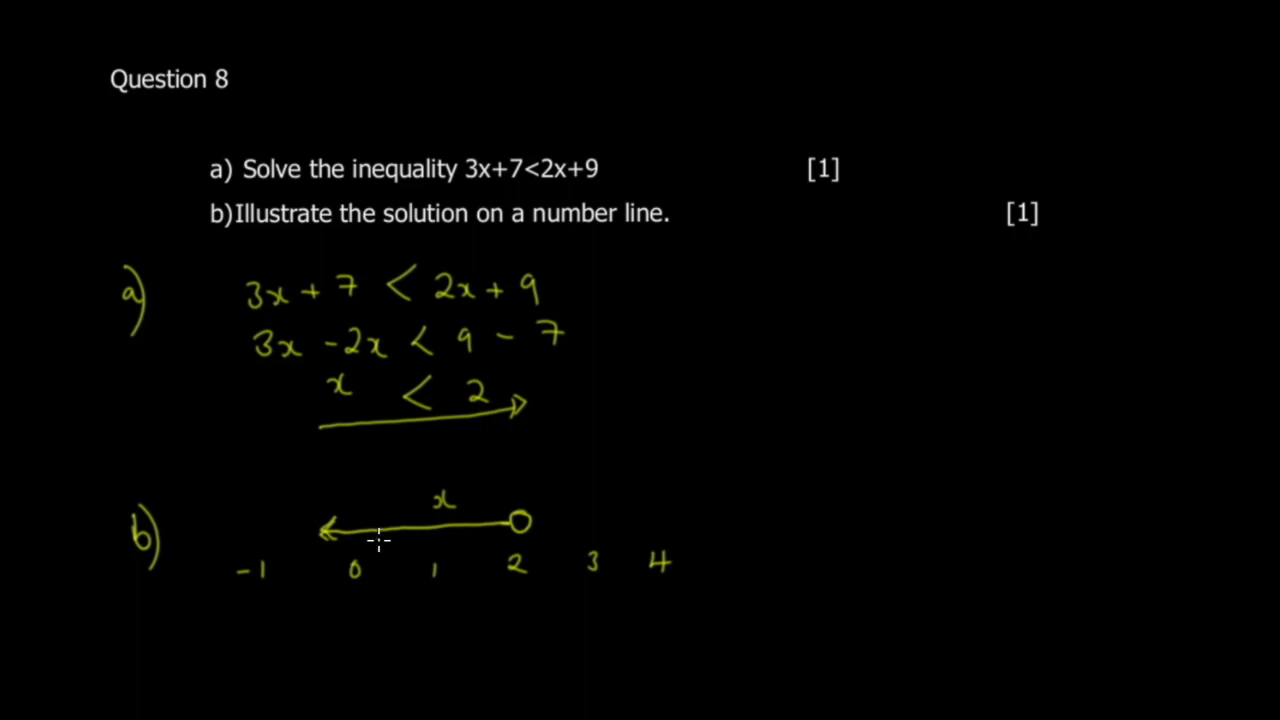 Question 8
a) Solve the inequality 3x+7<2x+9 [1]
b)Illustrate the solution on a number line. [1]
a) 3x + 7 < 2x + 9
3x - 2x < 9 - 7
x < 2
x
b)
-1 0 1 2 3 4